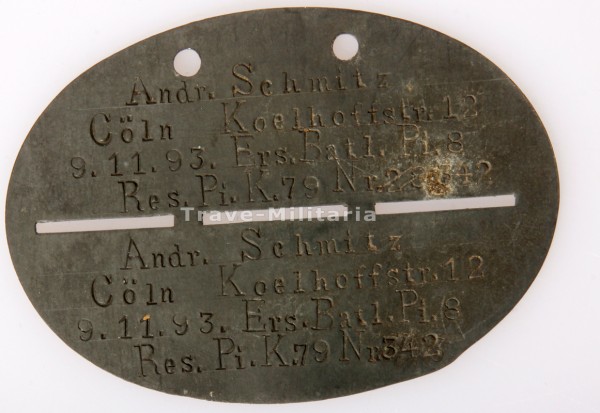 Andr. Schmitz
Cöln Koelhoffstr. 12
9.11.93. Ers. Batl. Pi. 8
Res. Pi. K. 79 Nr.
Trave-Militaria
Andr. Schmitz
Cöln Koelhoffstr. 12
9.11.93. Ers. Batl. Pi. 8
Res. Pi. K. 79 Nr. 342